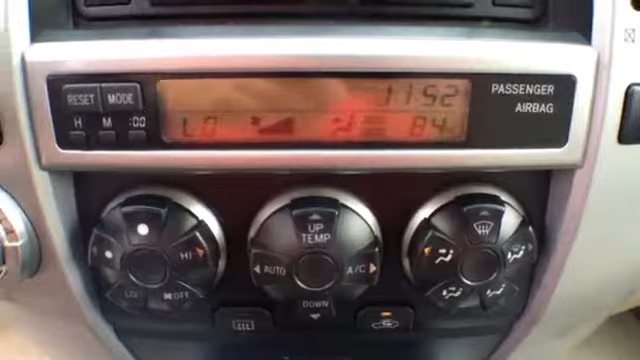 RESET MODE
11:52
PASSENGER
AIRBAG
H M :00
LO
84
UP
TEMP
HI
AUTO
A/C
LO
OFF
DOWN